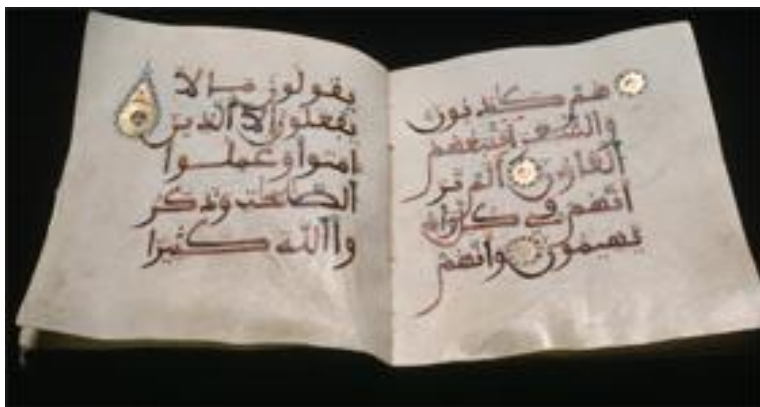 هم كذبون
والشعرا يتبعهم
الغاون الم تر
انهم في كل واد
يهيمون وانهم
يقولون ما لا
يفعلون الا الذين
امنوا وعملوا
الصلحت وذكر
وا الله كثيرا